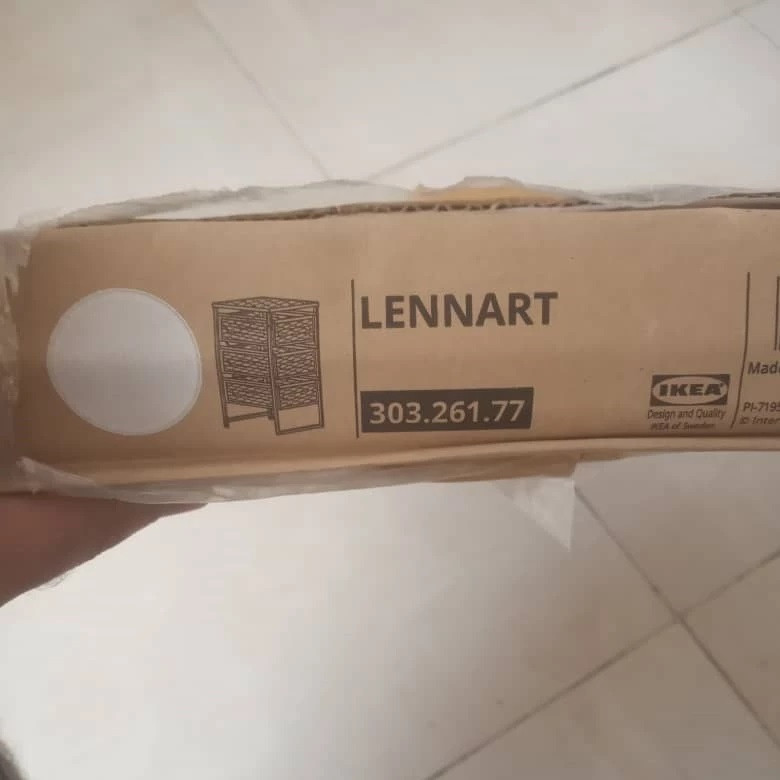 LENNART
303.261.77
IKEA
Design and Quality
IKEA of Sweden